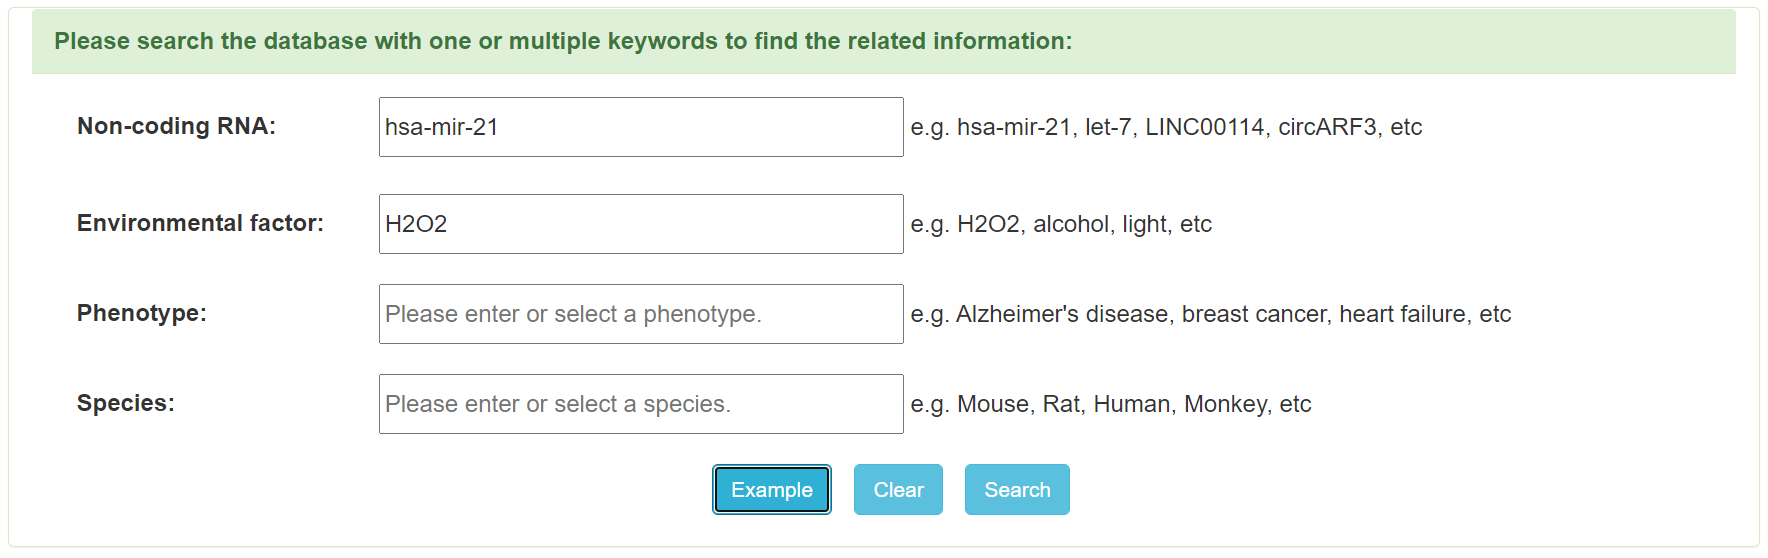 Please search the database with one or multiple keywords to find the related information:
Non-coding RNA: hsa-mir-21 e.g. hsa-mir-21, let-7, LINC00114, circARF3, etc
Environmental factor: H2O2 e.g. H2O2, alcohol, light, etc
Phenotype: Please enter or select a phenotype. e.g. Alzheimer's disease, breast cancer, heart failure, etc
Species: Please enter or select a species. e.g. Mouse, Rat, Human, Monkey, etc
Example Clear Search